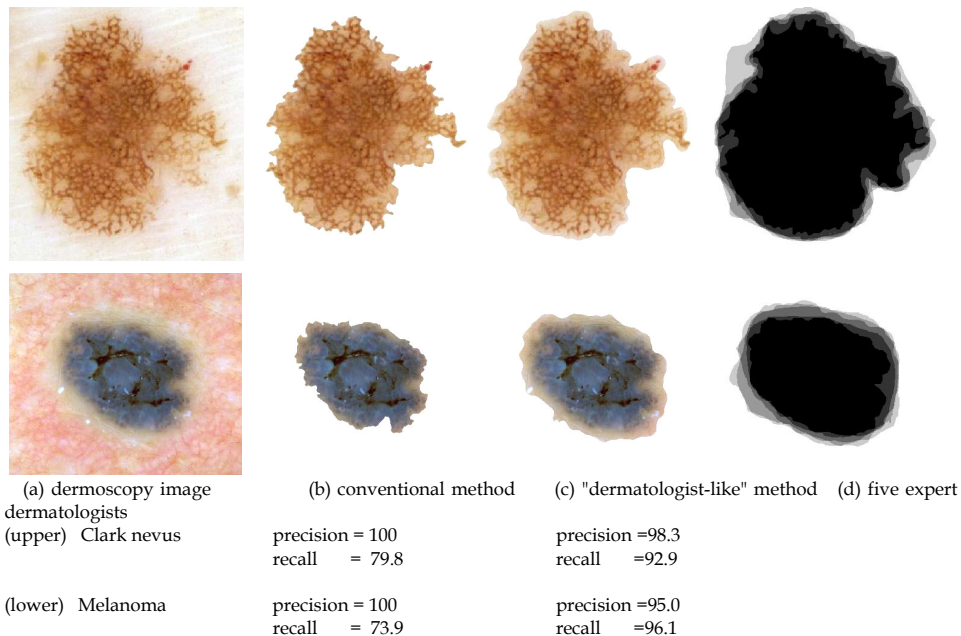 (a) dermoscopy image (b) conventional method (c) "dermatologist-like" method (d) five expert
dermatologists
(upper) Clark nevus precision = 100 precision =98.3
recall = 79.8 recall =92.9
(lower) Melanoma precision = 100 precision =95.0
recall = 73.9 recall =96.1